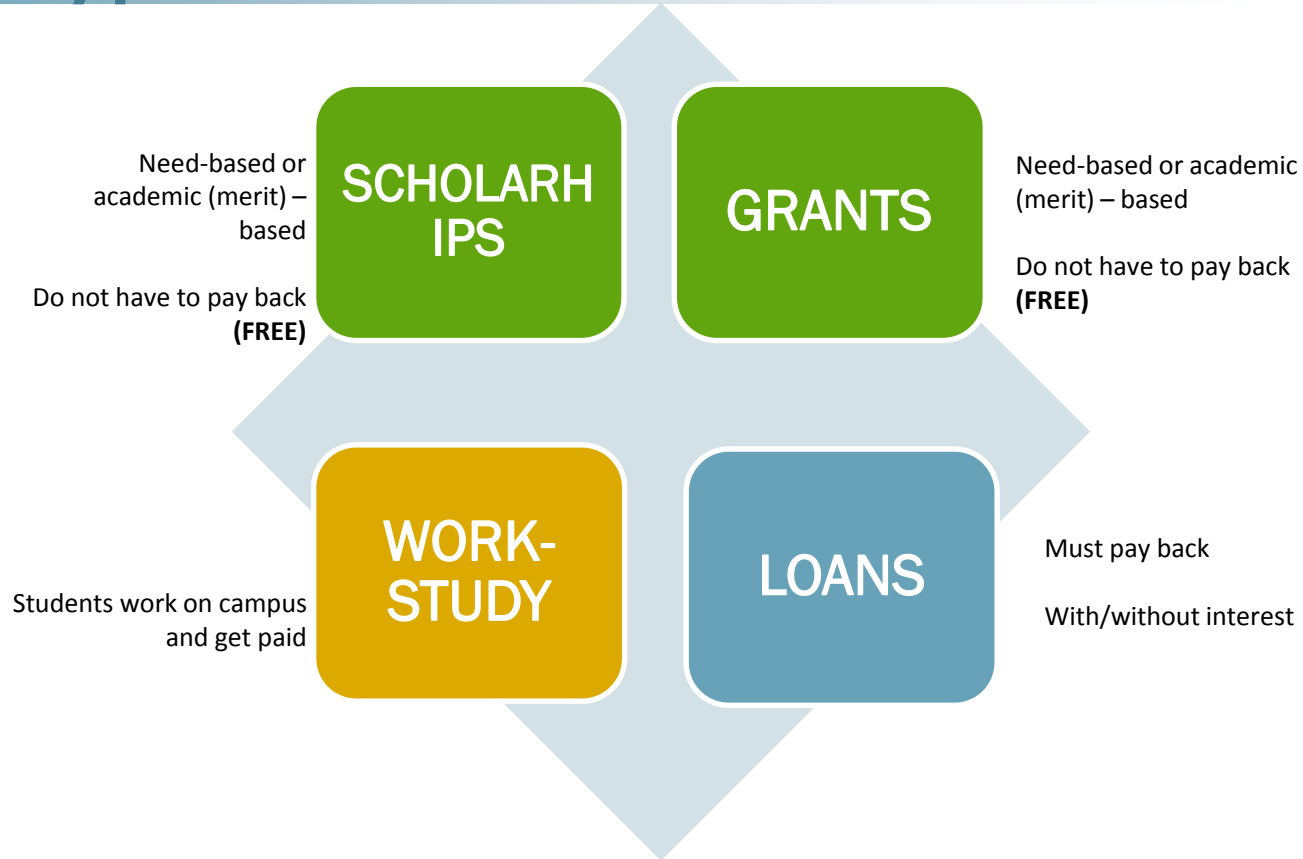 Need-based or
academic (merit) –
based
Do not have to pay back
(FREE)
SCHOLARH
IPS
GRANTS
Need-based or academic
(merit) – based
Do not have to pay back
(FREE)
Students work on campus
and get paid
WORK-
STUDY
LOANS
Must pay back
With/without interest